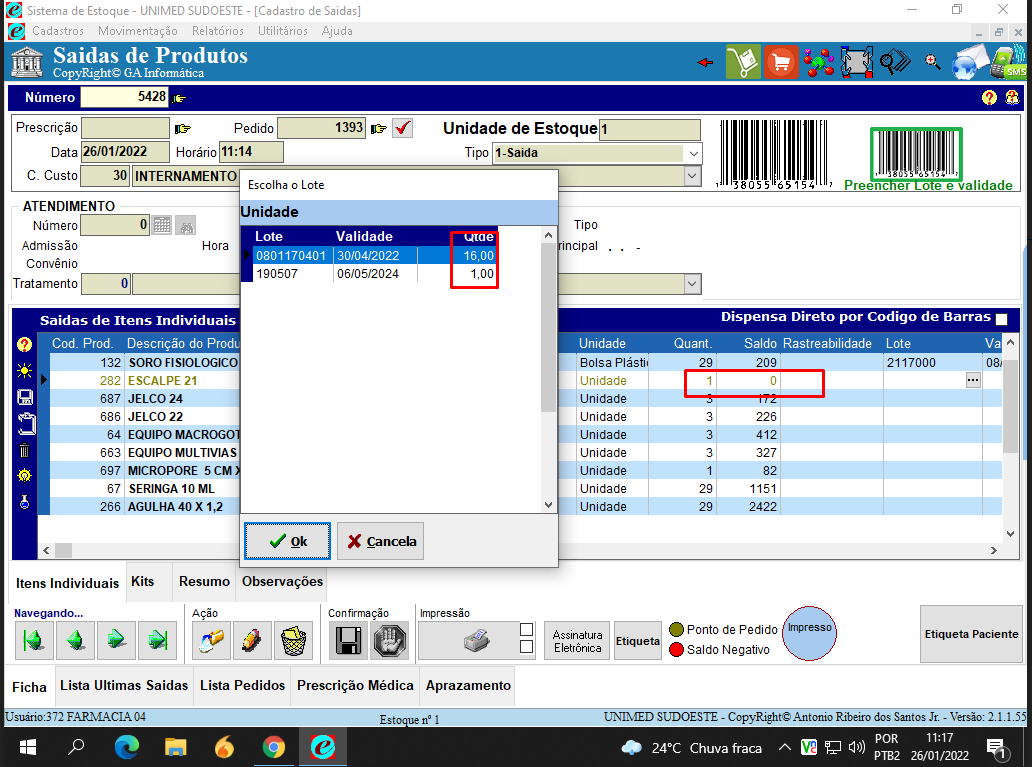 Sistema de Estoque - UNIMED SUDOESTE - [Cadastro de Saidas]
Cadastros Movimentação Relatórios Utilitários Ajuda
Saidas de Produtos
CopyRight© GA Informática
SMS
Número 5428
Prescrição Pedido 1393 Unidade de Estoque 1
Data 26/01/2022 Horário 11:14 Tipo 1-Saida
C. Custo 30 INTERNAMENTO
1 38055 65154 7
1 38055 65154 7
Preencher Lote e validade
ATENDIMENTO
Número 0 Tipo
Admissão Hora rincipal . . -
Convênio
Tratamento 0
Escolha o Lote
Unidade
Lote Validade Qtde
0801170401 30/04/2022 16,00
190507 06/05/2024 1,00
Ok Cancela
Saidas de Itens Individuais Dispensa Direto por Codigo de Barras
Cod. Prod. Descrição do Produ Unidade Quant. Saldo Rastreabilidade Lote Va
132 SORO FISIOLOGICO Bolsa Plásti 29 209 2117000 08/
282 ESCALPE 21 Unidade 1 0 ...
687 JELCO 24 Unidade 3 172
686 JELCO 22 Unidade 3 226
64 EQUIPO MACROGOT Unidade 3 412
663 EQUIPO MULTIVIAS Unidade 3 327
697 MICROPORE 5 CM X Unidade 1 82
67 SERINGA 10 ML Unidade 29 1151
266 AGULHA 40 X 1,2 Unidade 29 2422
Itens Individuais Kits Resumo Observações
Navegando... Ação Confirmação Impressão
Assinatura Eletrônica
Etiqueta
Ponto de Pedido
Saldo Negativo
Impresso
Etiqueta Paciente
Ficha Lista Ultimas Saidas Lista Pedidos Prescrição Médica Aprazamento
Usuário:372 FARMACIA 04 Estoque nº 1 UNIMED SUDOESTE - CopyRight© Antonio Ribeiro dos Santos Jr. - Versão: 2.1.1.55
24°C Chuva fraca
POR
PTB2
11:17
26/01/2022
1